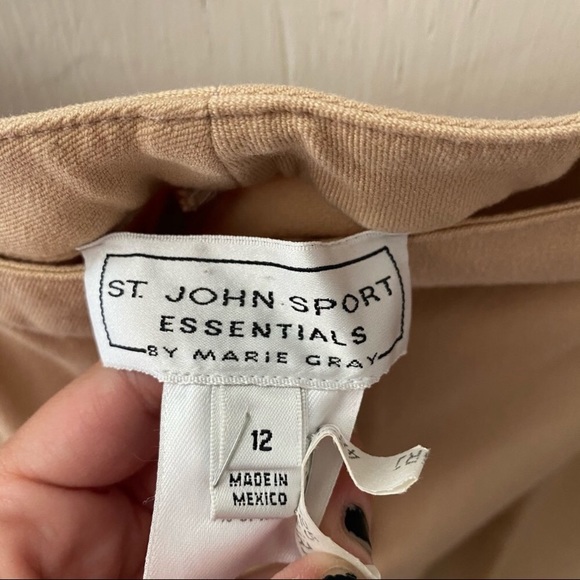 ST. JOHN SPORT
ESSENTIALS
BY MARIE GRAY
12
MADE IN
MEXICO